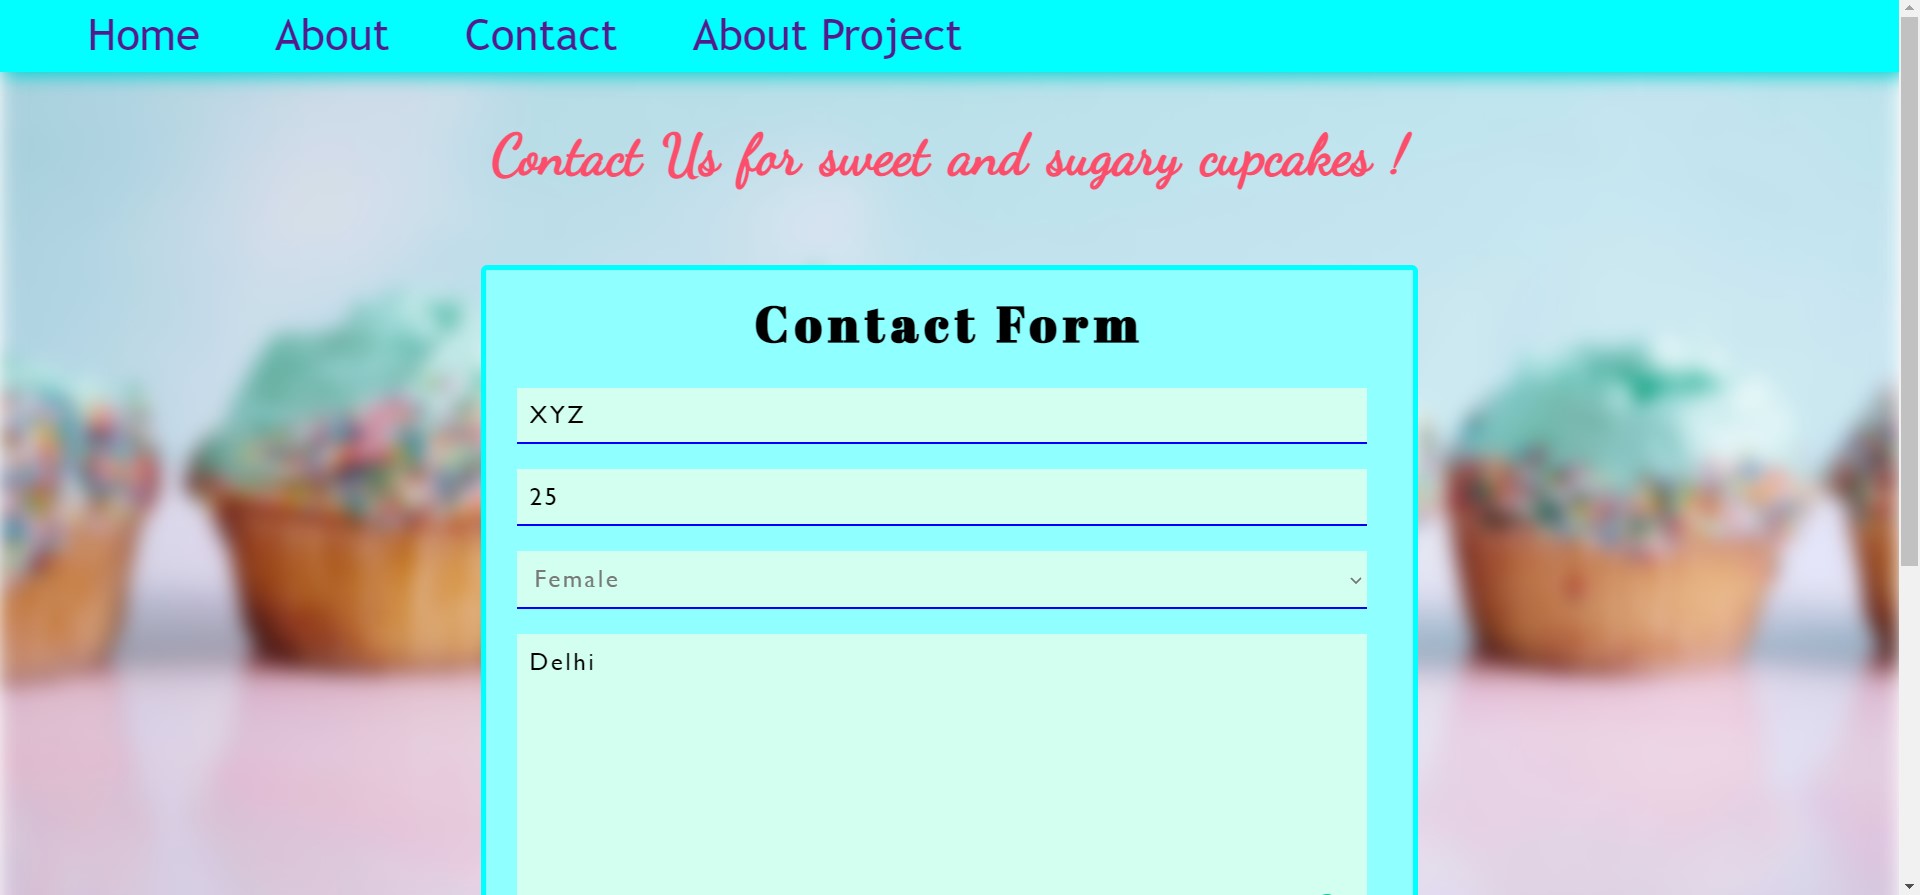 Home About Contact About Project
Contact Us for sweet and sugary cupcakes !
Contact Form
XYZ
25
Female
Delhi